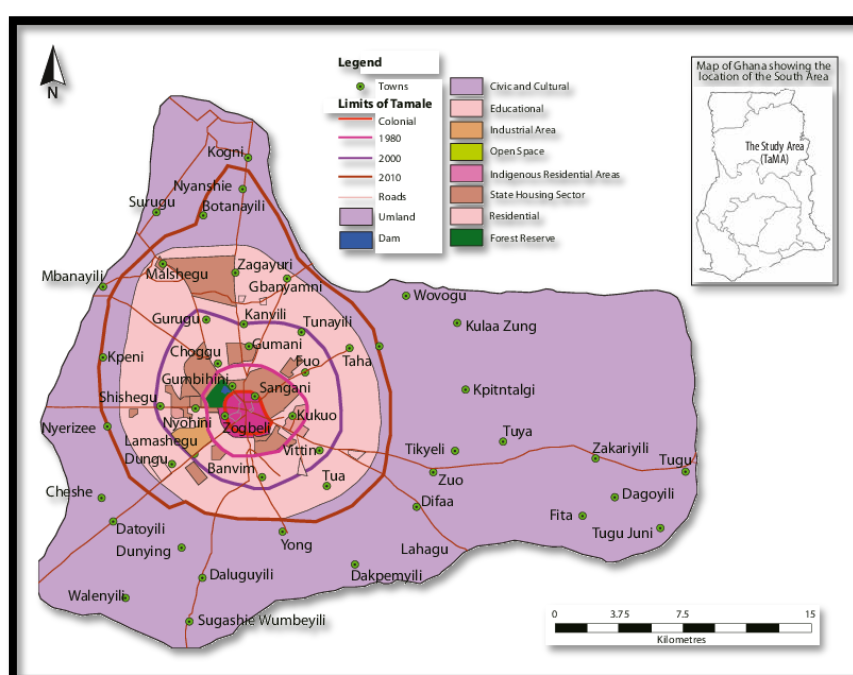 N
Legend
Towns
Limits of Tamale
Colonial
1980
2000
2010
Roads
Umland
Dam
Civic and Cultural
Educational
Industrial Area
Open Space
Indigenous Residential Areas
State Housing Sector
Residential
Forest Reserve
Map of Ghana showing the
location of the South Area
The Study Area
(TaMA)
Kogni
Nyanshie
Surugu
Botanayili
Malshegu
Zagayuri
Mbanayili
Gbanyamni
Wovogu
Gurugu
Kanvili
Tunayili
Kulaa Zung
Kpeni
Choggu
Gumani
Fuo
Taha
Gumbihini
Sangani
Kpitntalgi
Shishegu
Nyohini
Kukuo
Nyerizee
Zogbeli
Lamashegu
Tuya
Dungu
Vittin
Tikyeli
Zakariyili
Banvim
Tugu
Cheshe
Tua
Zuo
Dagoyili
Difaa
Fita
Datoyili
Tugu Juni
Dunying
Yong
Lahagu
Daluguyili
Dakpemyili
Walenyili
Sugashie Wumbeyili
0 3.75 7.5 15
Kilometres